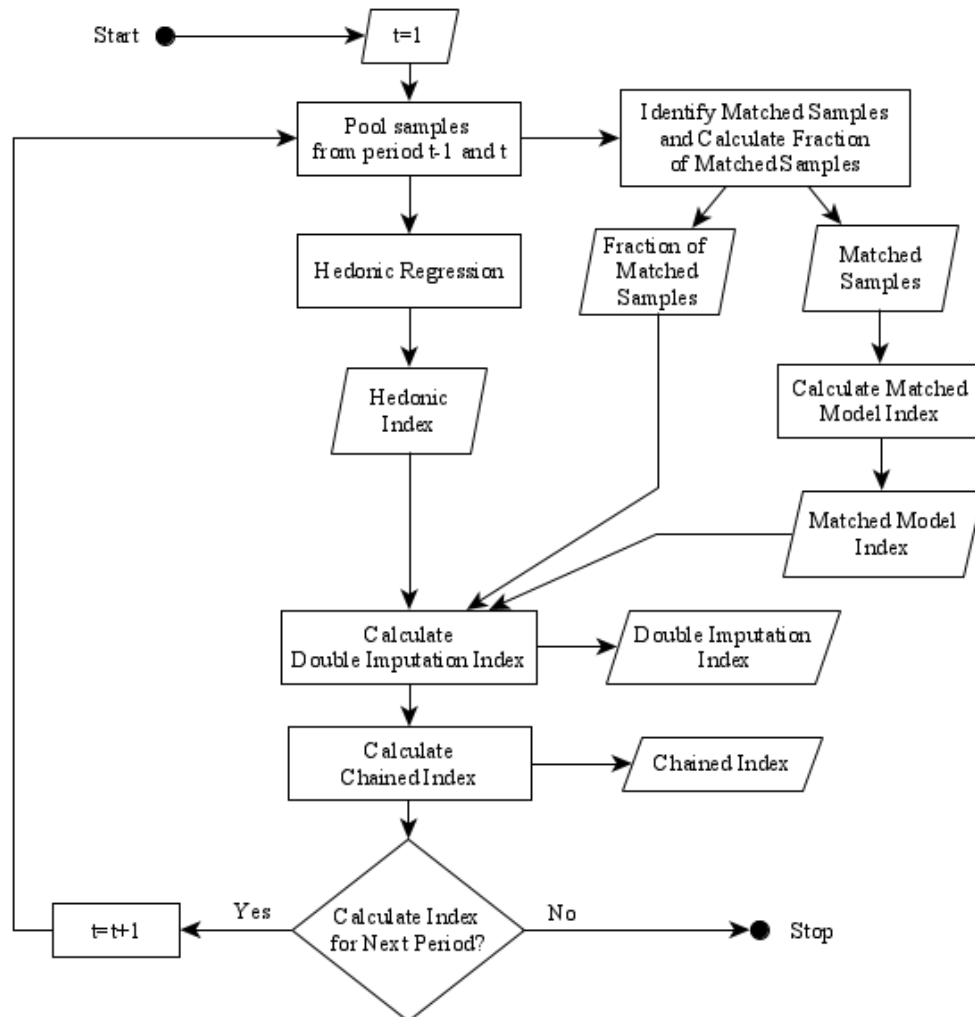 Start
t=1
Pool samples
from period t-1 and t
Identify Matched Samples
and Calculate Fraction
of Matched Samples
Hedonic Regression
Fraction of
Matched
Samples
Matched
Samples
Hedonic
Index
Calculate Matched
Model Index
Matched Model
Index
Calculate
Double Imputation Index
Double Imputation
Index
Calculate
Chained Index
Chained Index
Calculate Index
for Next Period?
Yes
t=t+1
No
Stop